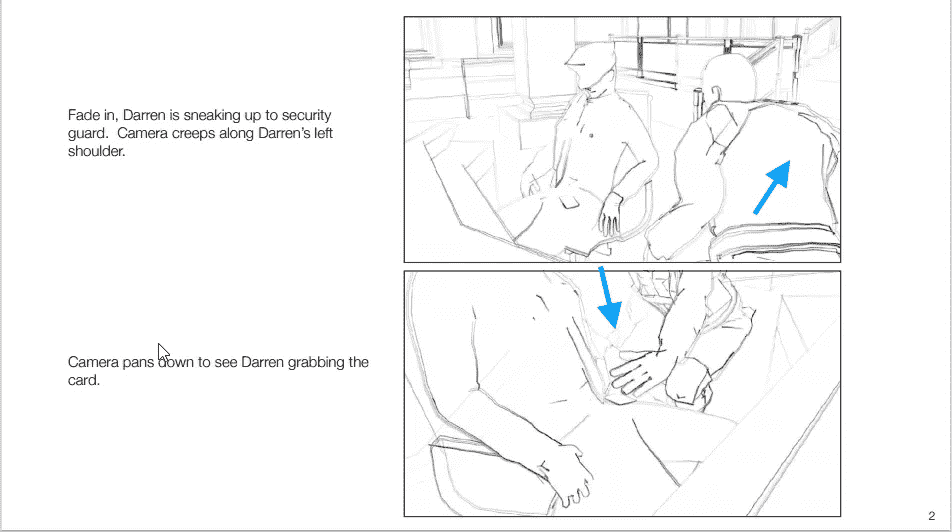 Fade in, Darren is sneaking up to security
guard.  Camera creeps along Darren's left
shoulder.
Camera pans down to see Darren grabbing the
card.
2